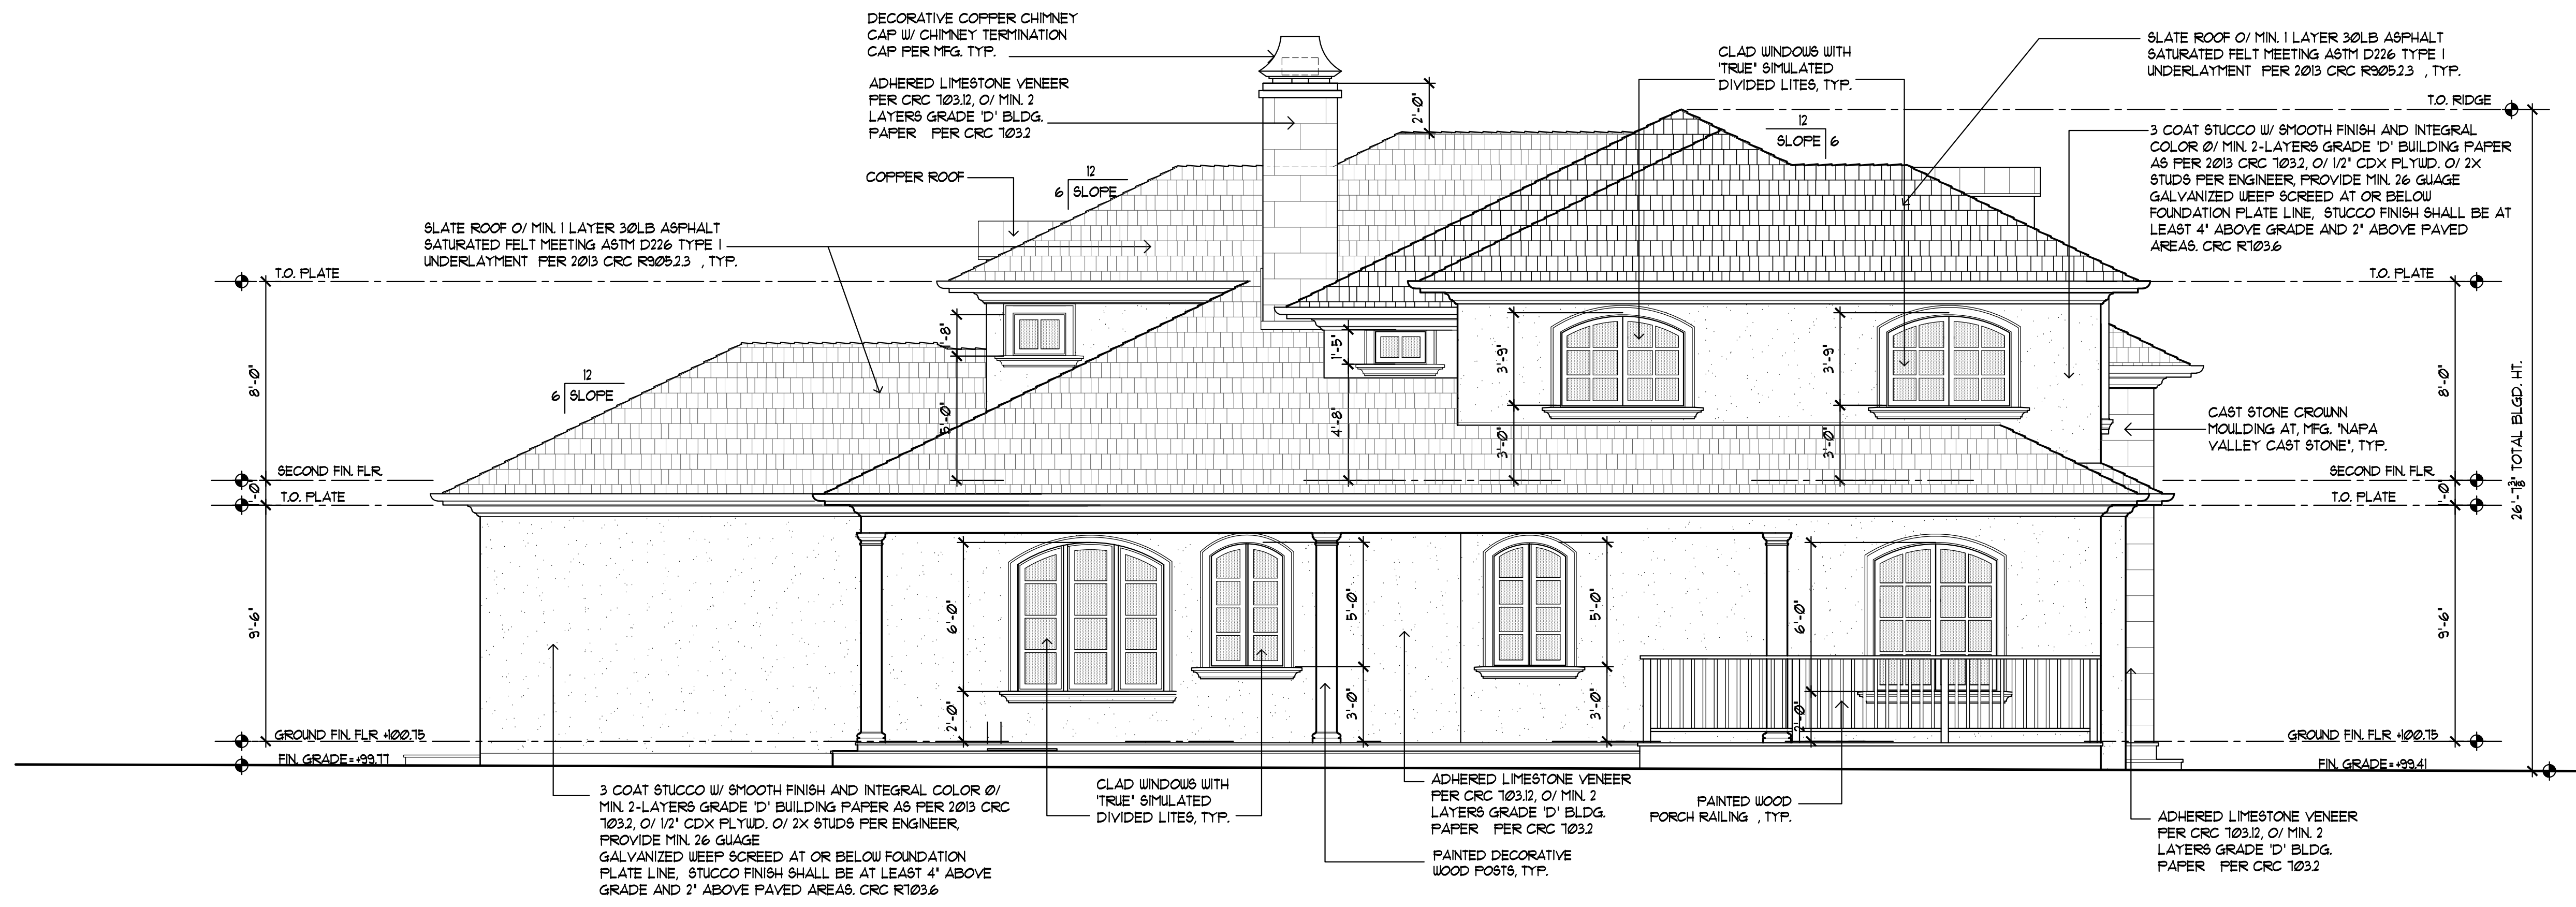 DECORATIVE COPPER CHIMNEY
CAP W/ CHIMNEY TERMINATION
CAP PER MFG. TYP.
ADHERED LIMESTONE VENEER
PER CRC 703.12, O/ MIN. 2
LAYERS GRADE 'D' BLDG.
PAPER PER CRC 703.2
COPPER ROOF
SLATE ROOF O/ MIN. 1 LAYER 30LB ASPHALT
SATURATED FELT MEETING ASTM D226 TYPE 1
UNDERLAYMENT PER 2013 CRC R905.2.3 , TYP.
12
6
SLOPE
12
6
SLOPE
2'-0"
CLAD WINDOWS WITH
'TRUE' SIMULATED
DIVIDED LITES, TYP.
12
SLOPE
6
SLATE ROOF O/ MIN. 1 LAYER 30LB ASPHALT
SATURATED FELT MEETING ASTM D226 TYPE 1
UNDERLAYMENT PER 2013 CRC R905.2.3 , TYP.
T.O. RIDGE
3 COAT STUCCO W/ SMOOTH FINISH AND INTEGRAL
COLOR O/ MIN. 2-LAYERS GRADE 'D' BUILDING PAPER
AS PER 2013 CRC 703.2, O/ 1/2" CDX PLYWD. O/ 2X
STUDS PER ENGINEER, PROVIDE MIN. 26 GUAGE
GALVANIZED WEEP SCREED AT OR BELOW
FOUNDATION PLATE LINE, STUCCO FINISH SHALL BE AT
LEAST 4" ABOVE GRADE AND 2" ABOVE PAVED
AREAS. CRC R703.6
T.O. PLATE
T.O. PLATE
8'-0"
1'-8"
5'-0"
1'-5"
4'-8"
3'-9"
3'-0"
3'-9"
3'-0"
8'-0"
26'-7 3/8" TOTAL BLGD. HT.
CAST STONE CROWNN
MOULDING AT, MFG. "NAPA
VALLEY CAST STONE", TYP.
SECOND FIN. FLR.
T.O. PLATE
1'-0"
SECOND FIN. FLR.
T.O. PLATE
1'-0"
9'-6"
6'-0"
2'-0"
5'-0"
3'-0"
5'-0"
3'-0"
6'-0"
2'-0"
9'-6"
GROUND FIN. FLR +100.75
FIN. GRADE=+99.77
GROUND FIN. FLR +100.75
FIN. GRADE=+99.41
3 COAT STUCCO W/ SMOOTH FINISH AND INTEGRAL COLOR O/
MIN. 2-LAYERS GRADE 'D' BUILDING PAPER AS PER 2013 CRC
703.2, O/ 1/2" CDX PLYWD. O/ 2X STUDS PER ENGINEER,
PROVIDE MIN. 26 GUAGE
GALVANIZED WEEP SCREED AT OR BELOW FOUNDATION
PLATE LINE, STUCCO FINISH SHALL BE AT LEAST 4" ABOVE
GRADE AND 2" ABOVE PAVED AREAS. CRC R703.6
CLAD WINDOWS WITH
'TRUE' SIMULATED
DIVIDED LITES, TYP.
ADHERED LIMESTONE VENEER
PER CRC 703.12, O/ MIN. 2
LAYERS GRADE 'D' BLDG.
PAPER PER CRC 703.2
PAINTED DECORATIVE
WOOD POSTS, TYP.
PAINTED WOOD
PORCH RAILING , TYP.
ADHERED LIMESTONE VENEER
PER CRC 703.12, O/ MIN. 2
LAYERS GRADE 'D' BLDG.
PAPER PER CRC 703.2